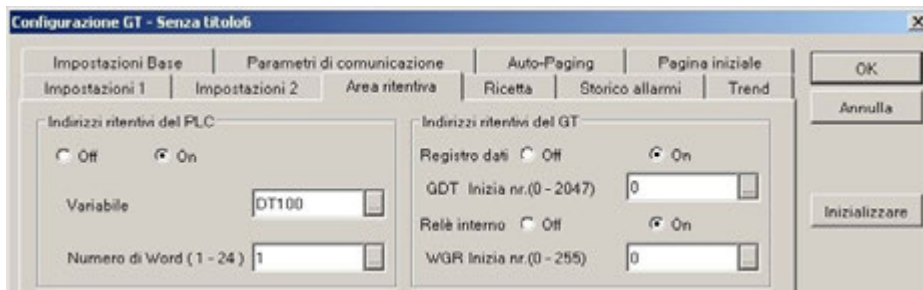 Configurazione GT - Senza titolo6
Impostazioni Base Parametri di comunicazione Auto-Paging Pagina iniziale
Impostazioni 1 Impostazioni 2 Area ritentiva Ricetta Storico allarmi Trend
OK
Annulla
Inizializzare
Indirizzi ritentivi del PLC
Off On
Variabile DT100 ...
Numero di Word ( 1 - 24 ) 1 ...
Indirizzi ritentivi del GT
Registro dati Off On
GDT Inizia nr.(0 - 2047) 0 ...
Relè interno Off On
WGR Inizia nr.(0 - 255) 0 ...